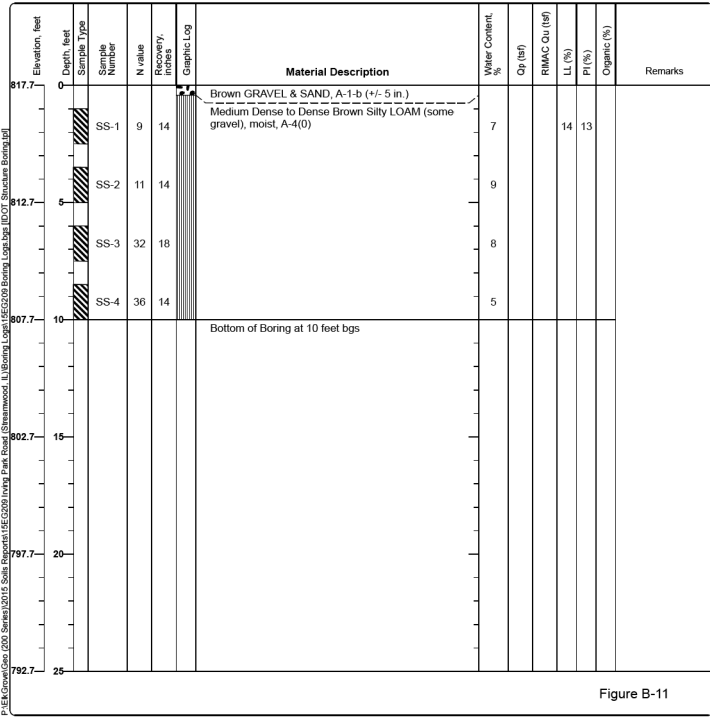 Elevation, feet
Depth, feet
Sample Type
Sample Number
N value
Recovery, inches
Graphic Log
Material Description
Water Content, %
Qp (tsf)
RIMAC Qu (tsf)
LL (%)
PI (%)
Organic (%)
Remarks
817.7 0
Brown GRAVEL & SAND, A-1-b (+/- 5 in.)
Medium Dense to Dense Brown Silty LOAM (some
gravel), moist, A-4(0)
SS-1 9 14 7 14 13
SS-2 11 14 9
812.7 5
SS-3 32 18 8
SS-4 36 14 5
807.7 10
Bottom of Boring at 10 feet bgs
802.7 15
797.7 20
792.7 25
Figure B-11
P:\ElkGrove\Geo (200 Series)\2015 Soils Reports\15EG209 Irving Park Road (Streamwood, IL)\Boring Logs\15EG209 Boring Logs.bgs [IDOT Structure Boring.tpl]